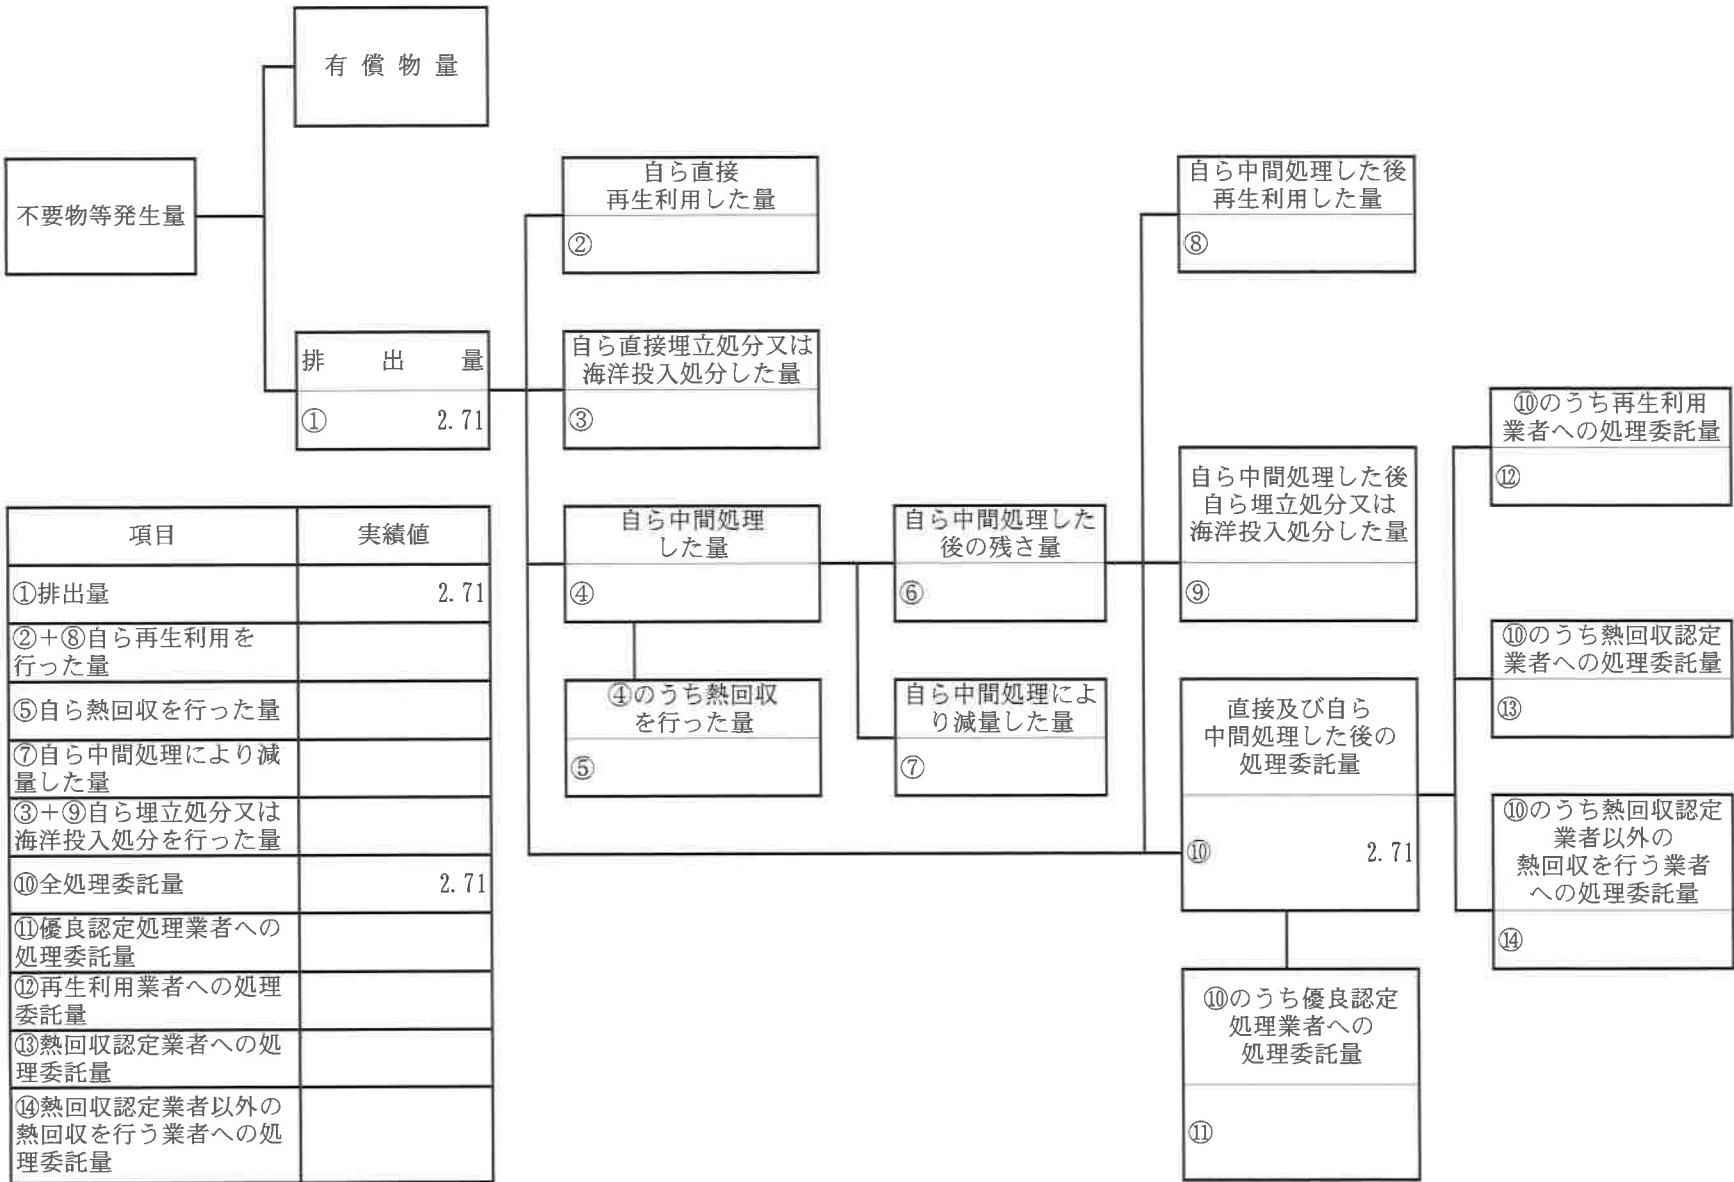 有償物量
不要物等発生量
排出量
① 2.71
自ら直接
再生利用した量
②
自ら直接埋立処分又は
海洋投入処分した量
③
自ら中間処理
した量
④
④のうち熱回収
を行った量
⑤
自ら中間処理した
後の残さ量
⑥
自ら中間処理によ
り減量した量
⑦
自ら中間処理した後
再生利用した量
⑧
自ら中間処理した後
自ら埋立処分又は
海洋投入処分した量
⑨
直接及び自ら
中間処理した後の
処理委託量
⑩ 2.71
⑩のうち優良認定
処理業者への
処理委託量
⑪
⑩のうち再生利用
業者への処理委託量
⑫
⑩のうち熱回収認定
業者への処理委託量
⑬
⑩のうち熱回収認定
業者以外の
熱回収を行う業者
への処理委託量
⑭
項目 実績値
①排出量 2.71
②＋⑧自ら再生利用を
行った量
⑤自ら熱回収を行った量
⑦自ら中間処理により減
量した量
③＋⑨自ら埋立処分又は
海洋投入処分を行った量
⑩全処理委託量 2.71
⑪優良認定処理業者への
処理委託量
⑫再生利用業者への処理
委託量
⑬熱回収認定業者への処
理委託量
⑭熱回収認定業者以外の
熱回収を行う業者への処
理委託量